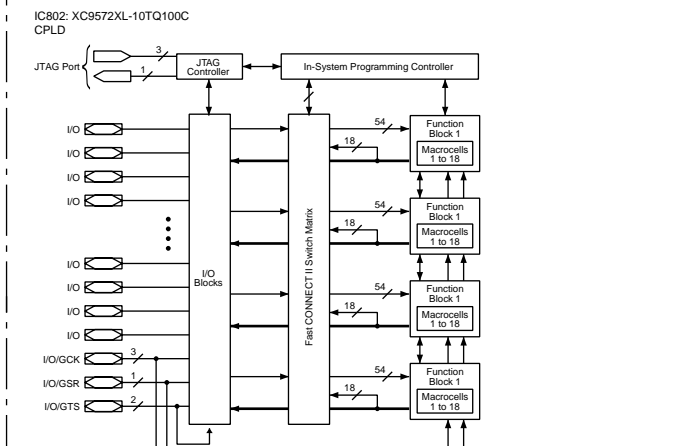 IC802: XC9572XL-10TQ100C
CPLD
JTAG Port
3
1
JTAG
Controller
In-System Programming Controller
I/O
I/O
I/O
I/O
I/O
I/O
I/O
I/O
I/O/GCK
3
I/O/GSR
1
I/O/GTS
2
I/O
Blocks
Fast CONNECT II Switch Matrix
54
18
Function
Block 1
Macrocells
1 to 18
54
18
Function
Block 1
Macrocells
1 to 18
54
18
Function
Block 1
Macrocells
1 to 18
54
18
Function
Block 1
Macrocells
1 to 18